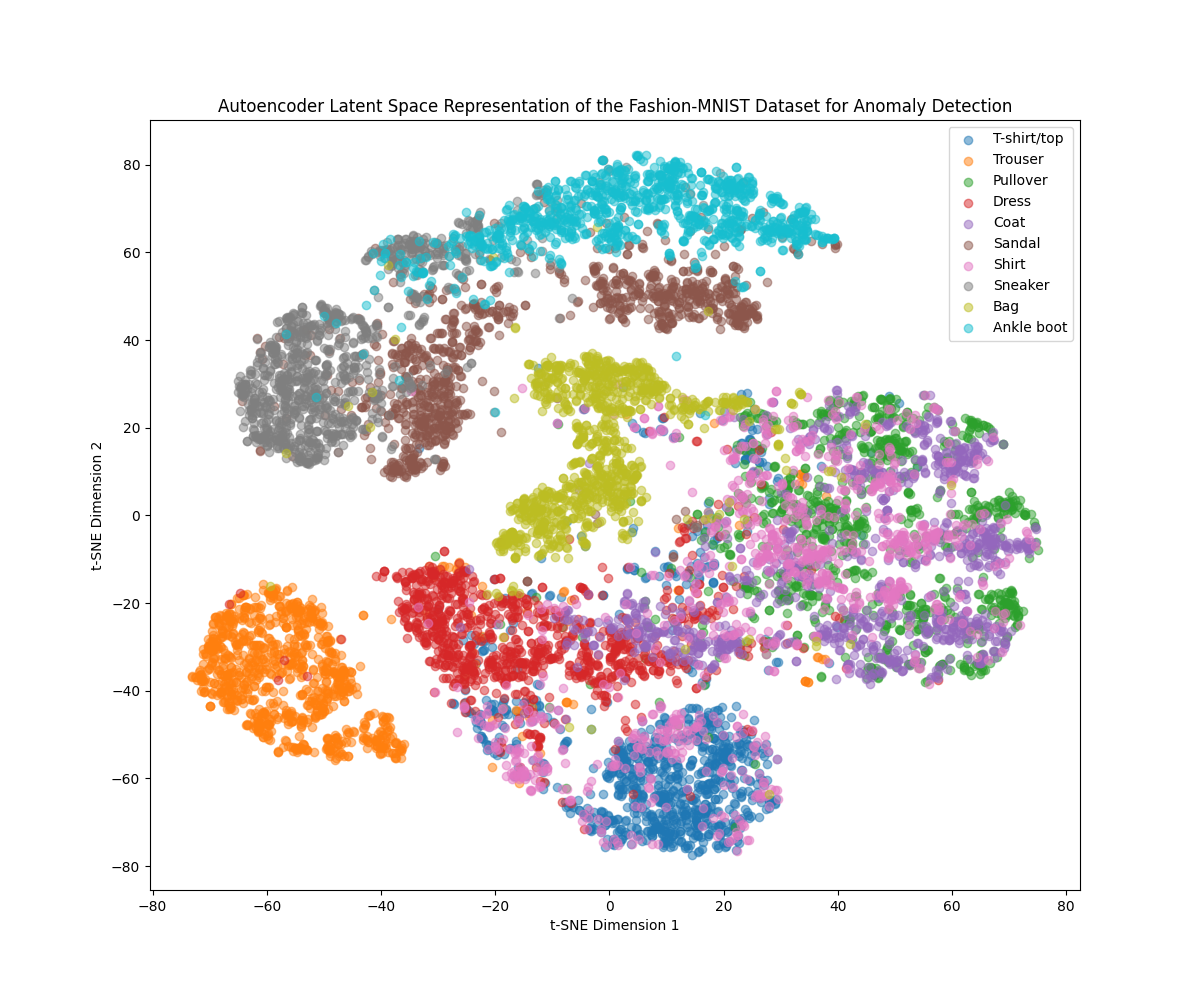 Autoencoder Latent Space Representation of the Fashion-MNIST Dataset for Anomaly Detection
T-shirt/top
Trouser
Pullover
Dress
Coat
Sandal
Shirt
Sneaker
Bag
Ankle boot
80
60
40
20
0
−20
−40
−60
−80
t-SNE Dimension 2
−80 −60 −40 −20 0 20 40 60 80
t-SNE Dimension 1